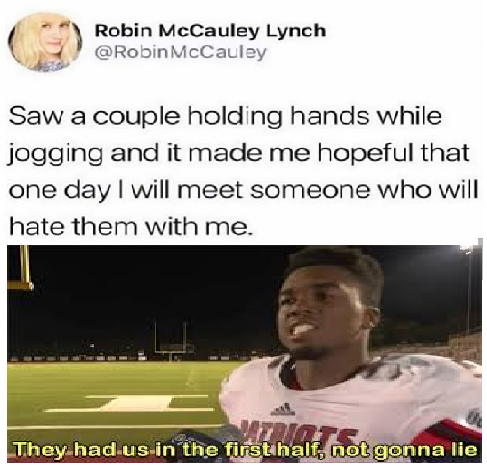 Robin McCauley Lynch
@RobinMcCauley
Saw a couple holding hands while
jogging and it made me hopeful that
one day I will meet someone who will
hate them with me.
They had us in the first half, not gonna lie